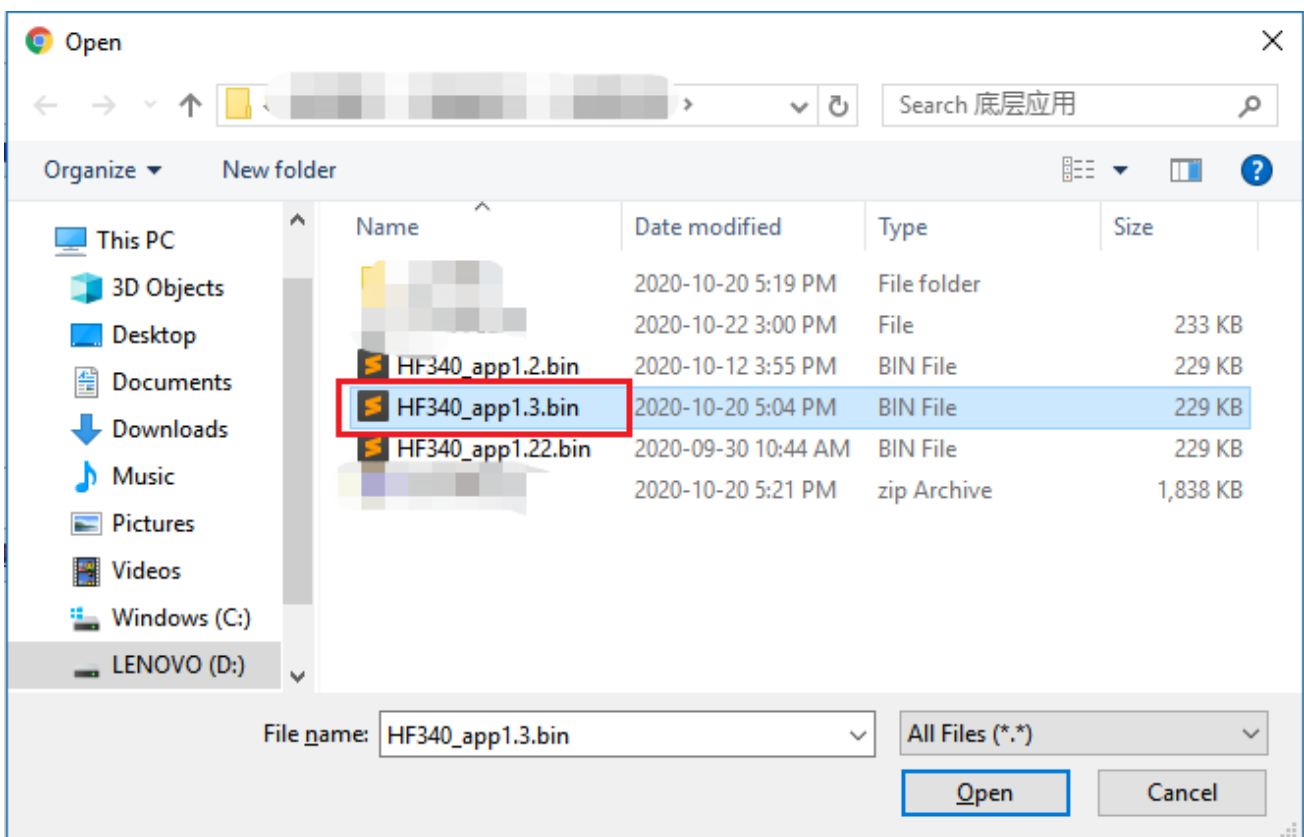 Open
Search 底层应用
Organize New folder
Name Date modified Type Size
This PC
3D Objects
Desktop
Documents
Downloads
Music
Pictures
Videos
Windows (C:)
LENOVO (D:)
2020-10-20 5:19 PM File folder
2020-10-22 3:00 PM File 233 KB
HF340_app1.2.bin 2020-10-12 3:55 PM BIN File 229 KB
HF340_app1.3.bin 2020-10-20 5:04 PM BIN File 229 KB
HF340_app1.22.bin 2020-09-30 10:44 AM BIN File 229 KB
2020-10-20 5:21 PM zip Archive 1,838 KB
File name: HF340_app1.3.bin All Files (*.*)
Open Cancel